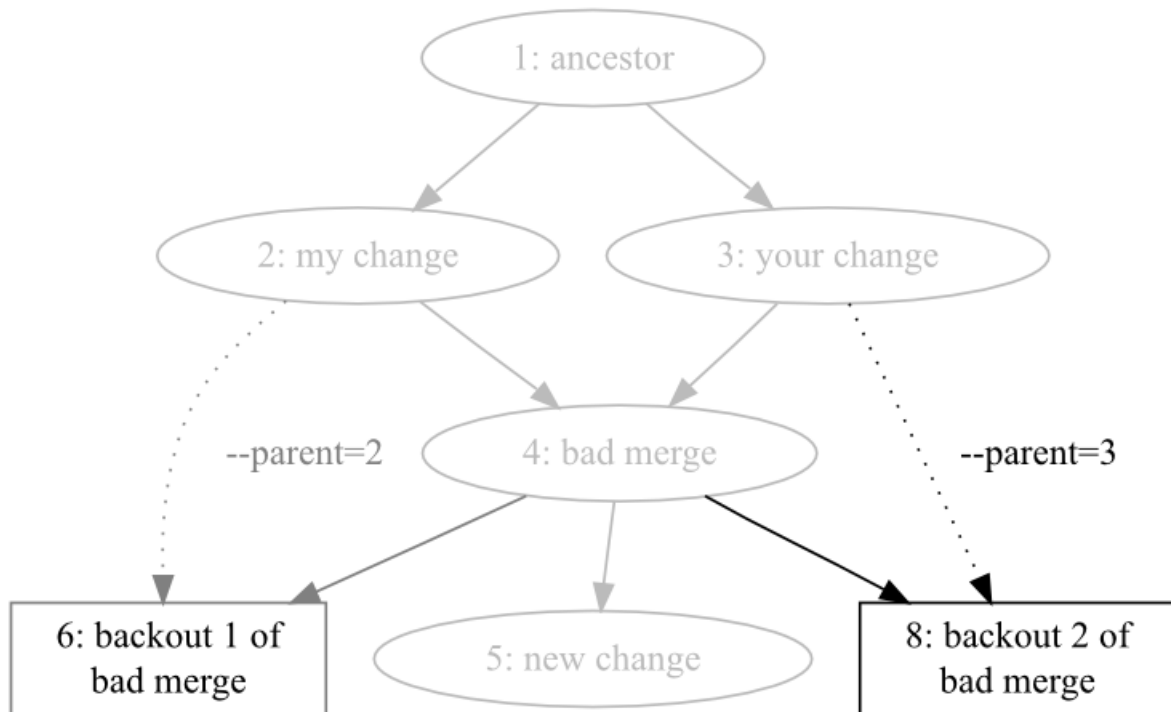 1: ancestor
2: my change
3: your change
--parent=2
4: bad merge
--parent=3
6: backout 1 of
bad merge
5: new change
8: backout 2 of
bad merge